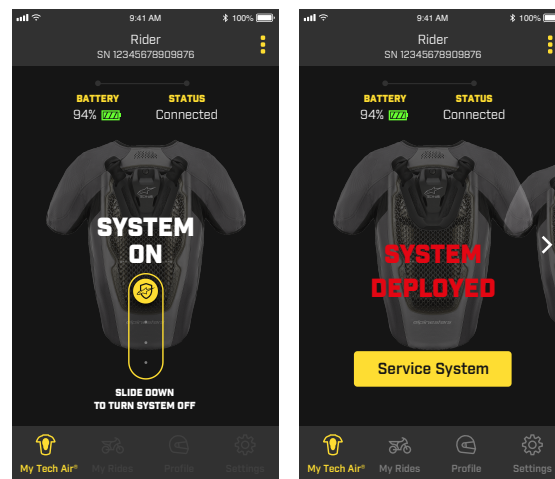 9:41 AM
100%
Rider
SN 12345678909876
BATTERY
STATUS
94%
Connected
SYSTEM
ON
SLIDE DOWN
TO TURN SYSTEM OFF
My Tech Air®
My Rides
Profile
Settings
9:41 AM
100%
Rider
SN 12345678909876
BATTERY
STATUS
94%
Connected
SYSTEM
DEPLOYED
Service System
My Tech Air®
My Rides
Profile
Settings